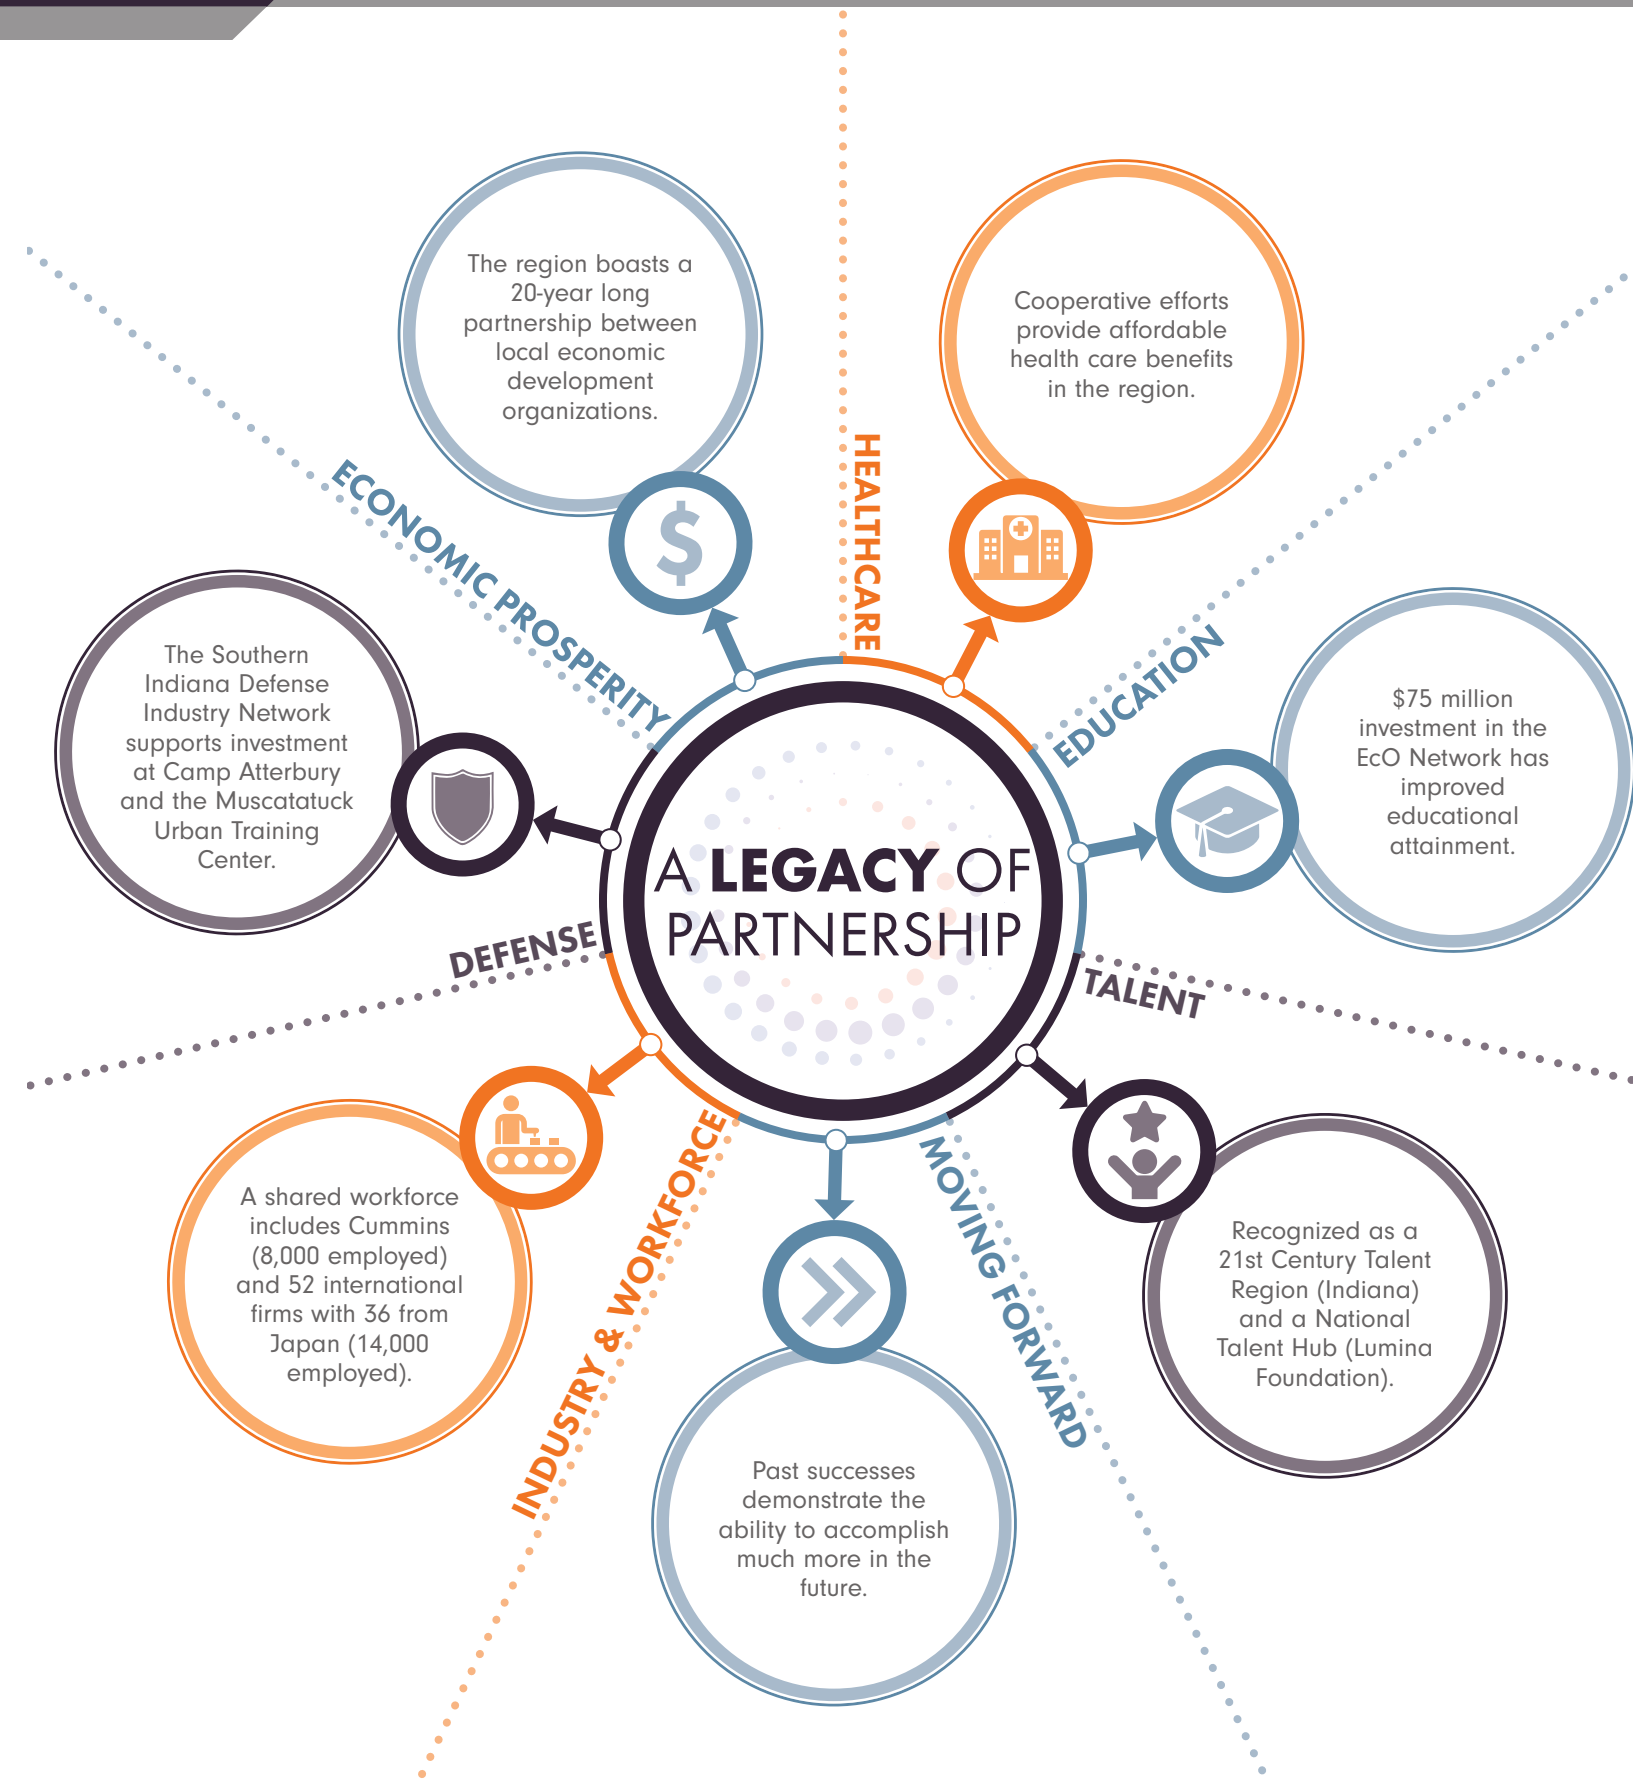 A LEGACY OF
PARTNERSHIP
HEALTHCARE
Cooperative efforts
provide affordable
health care benefits
in the region.
EDUCATION
$75 million
investment in the
EcO Network has
improved
educational
attainment.
TALENT
Recognized as a
21st Century Talent
Region (Indiana)
and a National
Talent Hub (Lumina
Foundation).
MOVING FORWARD
Past successes
demonstrate the
ability to accomplish
much more in the
future.
INDUSTRY & WORKFORCE
A shared workforce
includes Cummins
(8,000 employed)
and 52 international
firms with 36 from
Japan (14,000
employed).
DEFENSE
The Southern
Indiana Defense
Industry Network
supports investment
at Camp Atterbury
and the Muscatatuck
Urban Training
Center.
ECONOMIC PROSPERITY
The region boasts a
20-year long
partnership between
local economic
development
organizations.
$